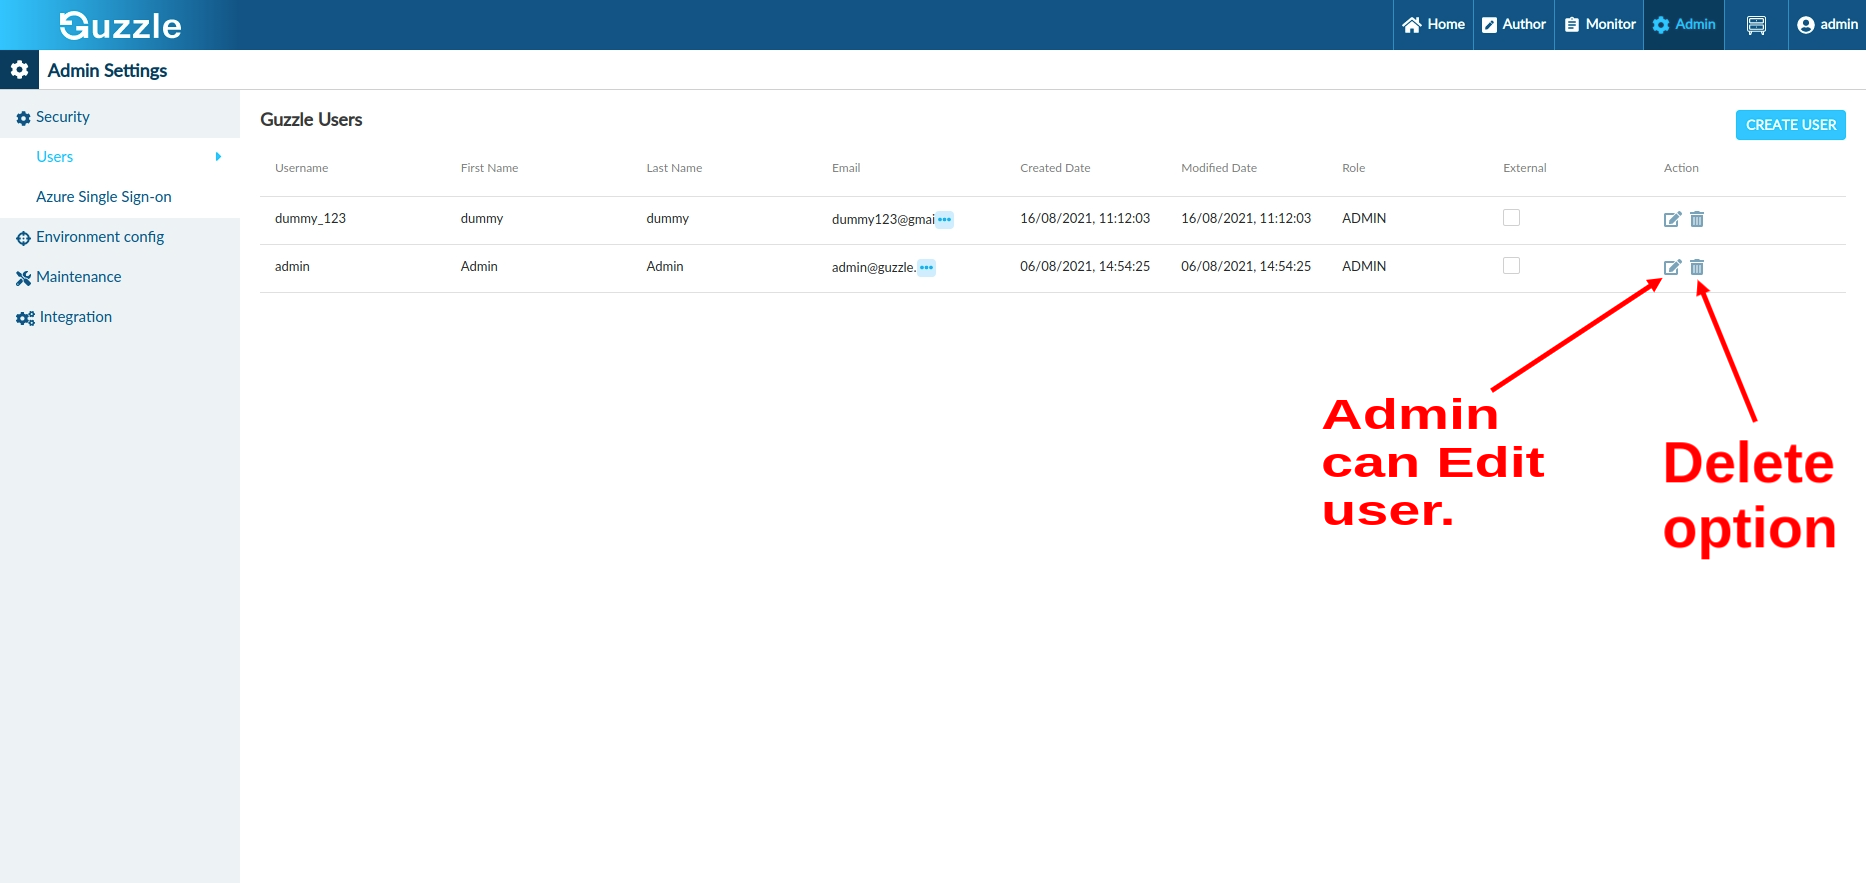 Guzzle
Home Author Monitor Admin admin
Admin Settings
Security
Users
Azure Single Sign-on
Environment config
Maintenance
Integration
Guzzle Users
CREATE USER
Username First Name Last Name Email Created Date Modified Date Role External Action
dummy_123 dummy dummy dummy123@gmai••• 16/08/2021, 11:12:03 16/08/2021, 11:12:03 ADMIN
admin Admin Admin admin@guzzle.••• 06/08/2021, 14:54:25 06/08/2021, 14:54:25 ADMIN
Admin
can Edit
user.
Delete
option